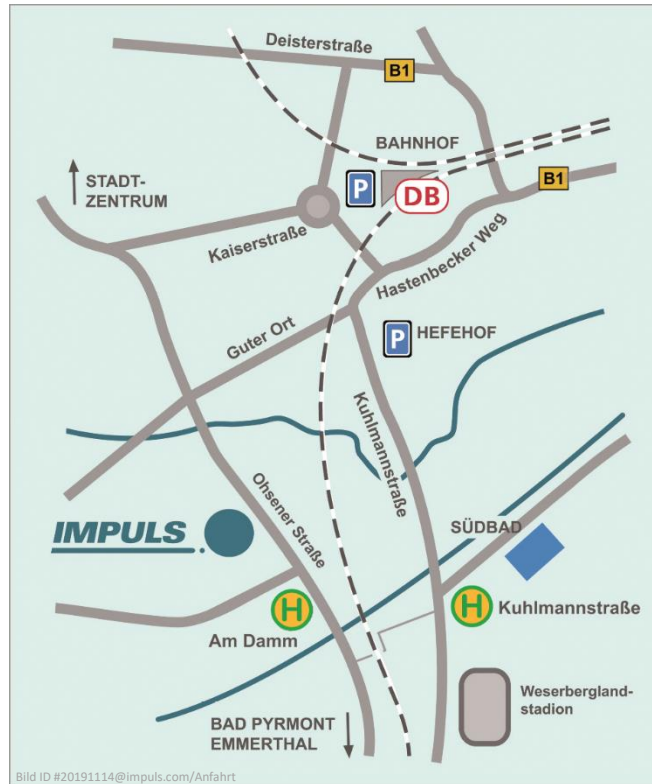 Deisterstraße
B1
BAHNHOF
P
DB
B1
STADT-
ZENTRUM
Kaiserstraße
Hastenbecker Weg
Guter Ort
P
HEFEHOF
Kuhlmannstraße
Ohsener Straße
IMPULS
SÜDBAD
H
Am Damm
H
Kuhlmannstraße
Weserbergland-
stadion
BAD PYRMONT
EMMERTHAL
Bild ID #20191114@impuls.com/Anfahrt